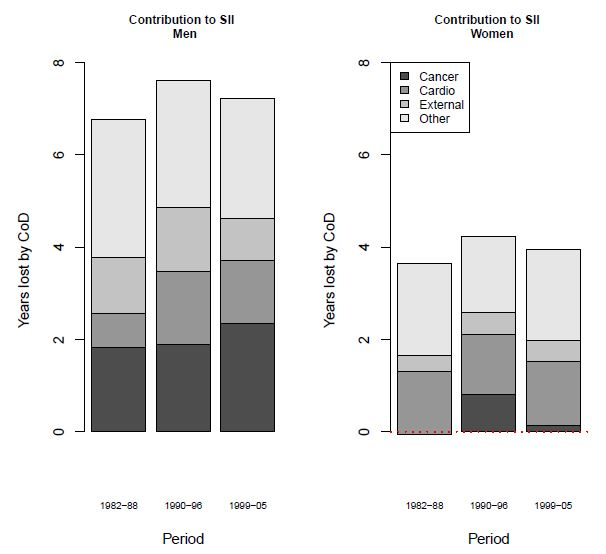 Contribution to SII
Men
Years lost by CoD
8
6
4
2
0
1982−88 1990−96 1999−05
Period
Contribution to SII
Women
Years lost by CoD
8
6
4
2
0
Cancer
Cardio
External
Other
1982−88 1990−96 1999−05
Period